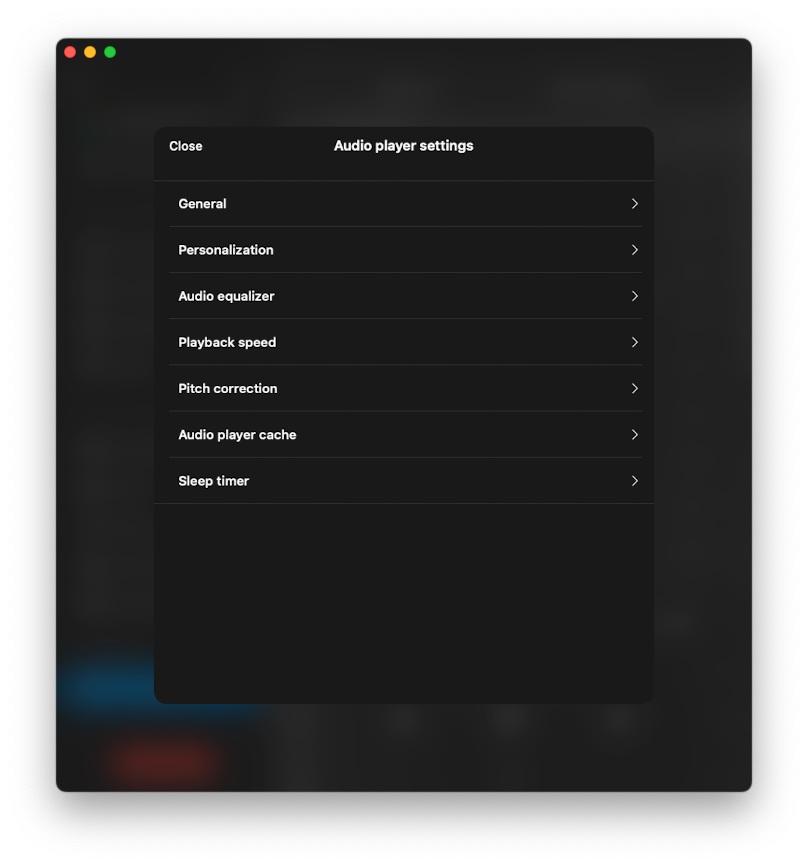 Close
Audio player settings
General
Personalization
Audio equalizer
Playback speed
Pitch correction
Audio player cache
Sleep timer